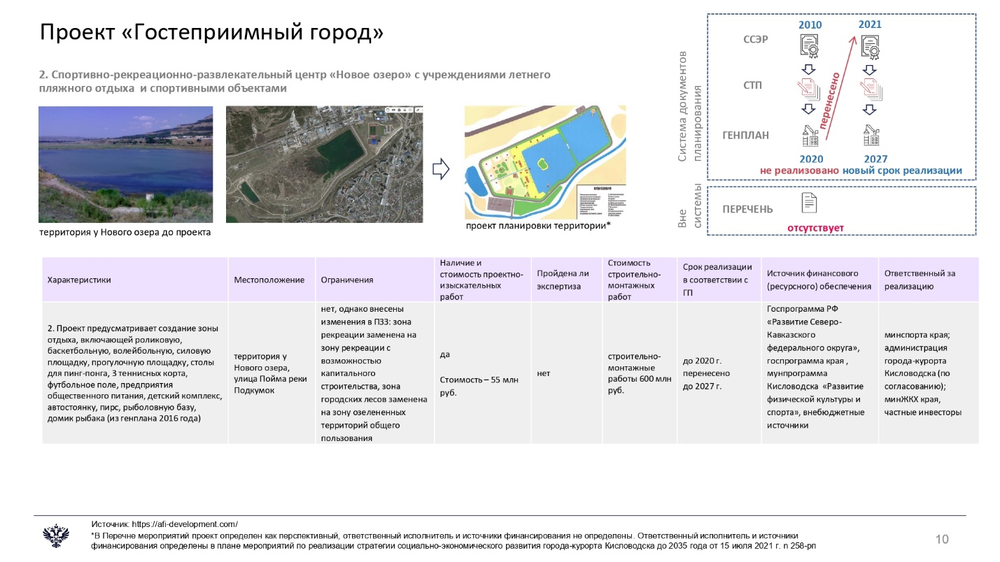 Проект «Гостеприимный город»
2. Спортивно-рекреационно-развлекательный центр «Новое озеро» с учреждениями летнего
пляжного отдыха и спортивными объектами
территория у Нового озера до проекта
проект планировки территории*
Система документов
планирования
2010
2021
ССЭР
СТП
перенесено
ГЕНПЛАН
2020
2027
не реализовано новый срок реализации
Вне
системы
ПЕРЕЧЕНЬ
отсутствует
Характеристики
Местоположение
Ограничения
Наличие и
стоимость проектно-
изыскательных
работ
Пройдена ли
экспертиза
Стоимость
строительно-
монтажных
работ
Срок реализации
в соответствии с
ГП
Источник финансового
(ресурсного) обеспечения
Ответственный за
реализацию
2. Проект предусматривает создание зоны
отдыха, включающей роликовую,
баскетбольную, волейбольную, силовую
площадку, прогулочную площадку, столы
для пинг-понга, 3 теннисных корта,
футбольное поле, предприятия
общественного питания, детский комплекс,
автостоянку, пирс, рыболовную базу,
домик рыбака (из генплана 2016 года)
территория у
Нового озера,
улица Пойма реки
Подкумок
нет, однако внесены
изменения в ПЗЗ: зона
рекреации заменена на
зону рекреации с
возможностью
капитального
строительства, зона
городских лесов заменена
на зону озелененных
территорий общего
пользования
да
Стоимость – 55 млн
руб.
нет
строительно-
монтажные
работы 600 млн
руб.
до 2020 г.
перенесено
до 2027 г.
Госпрограмма РФ
«Развитие Северо-
Кавказского
федерального округа»,
госпрограмма края ,
мунпрограмма
Кисловодска «Развитие
физической культуры и
спорта», внебюджетные
источники
минспорта края;
администрация
города-курорта
Кисловодска (по
согласованию);
минЖКХ края,
частные инвесторы
Источник: https://afi-development.com/
*В Перечне мероприятий проект определен как перспективный, ответственный исполнитель и источники финансирования не определены. Ответственный исполнитель и источники
финансирования определены в плане мероприятий по реализации стратегии социально-экономического развития города-курорта Кисловодска до 2035 года от 15 июля 2021 г. n 258-рп
10